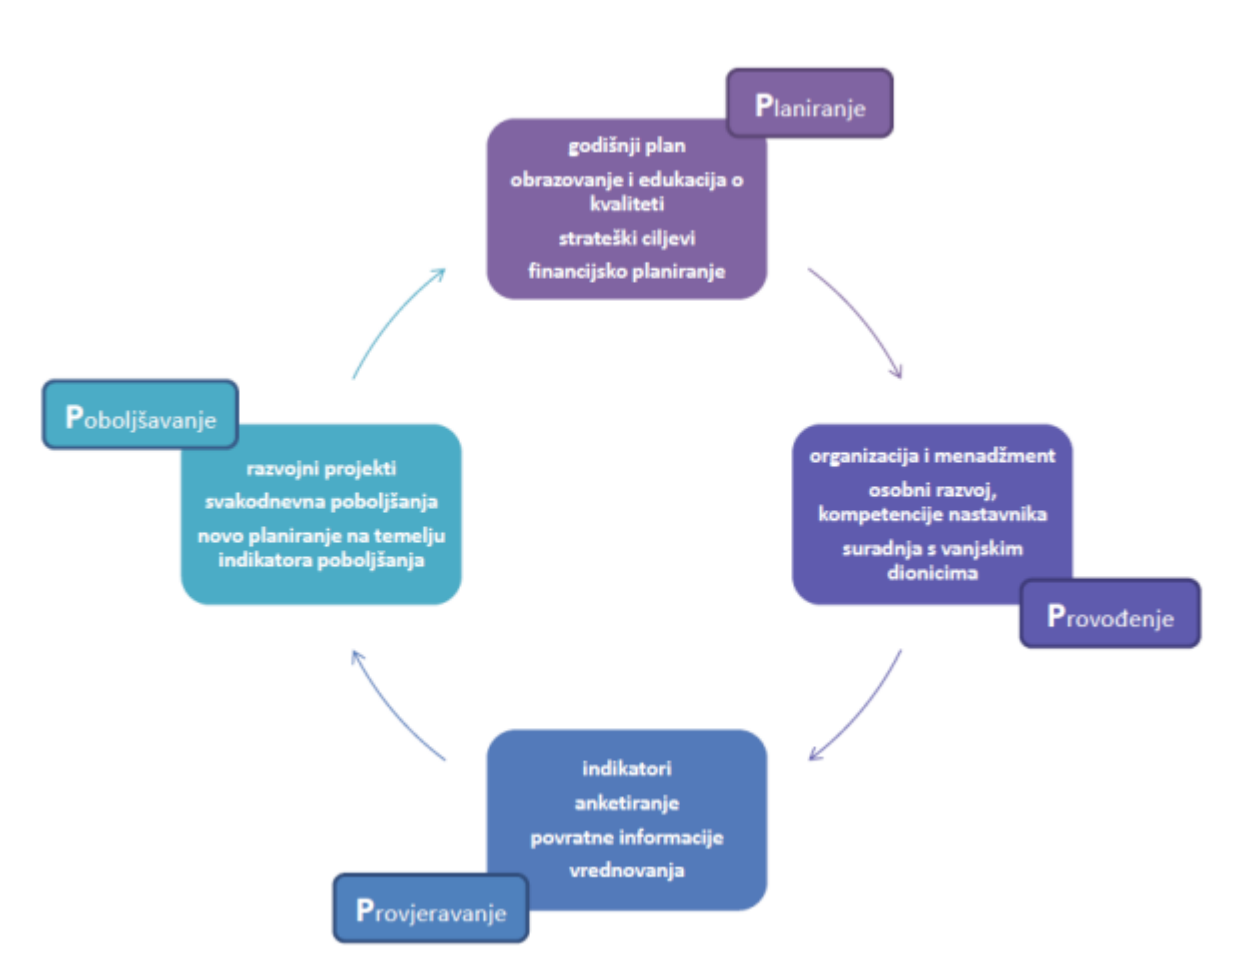 Planiranje
godišnji plan
obrazovanje i edukacija o
kvaliteti
strateški ciljevi
financijsko planiranje
organizacija i menadžment
osobni razvoj,
kompetencije nastavnika
suradnja s vanjskim
dionicima
Provođenje
indikatori
anketiranje
povratne informacije
vrednovanja
Provjeravanje
Poboljšavanje
razvojni projekti
svakodnevna poboljšanja
novo planiranje na temelju
indikatora poboljšanja